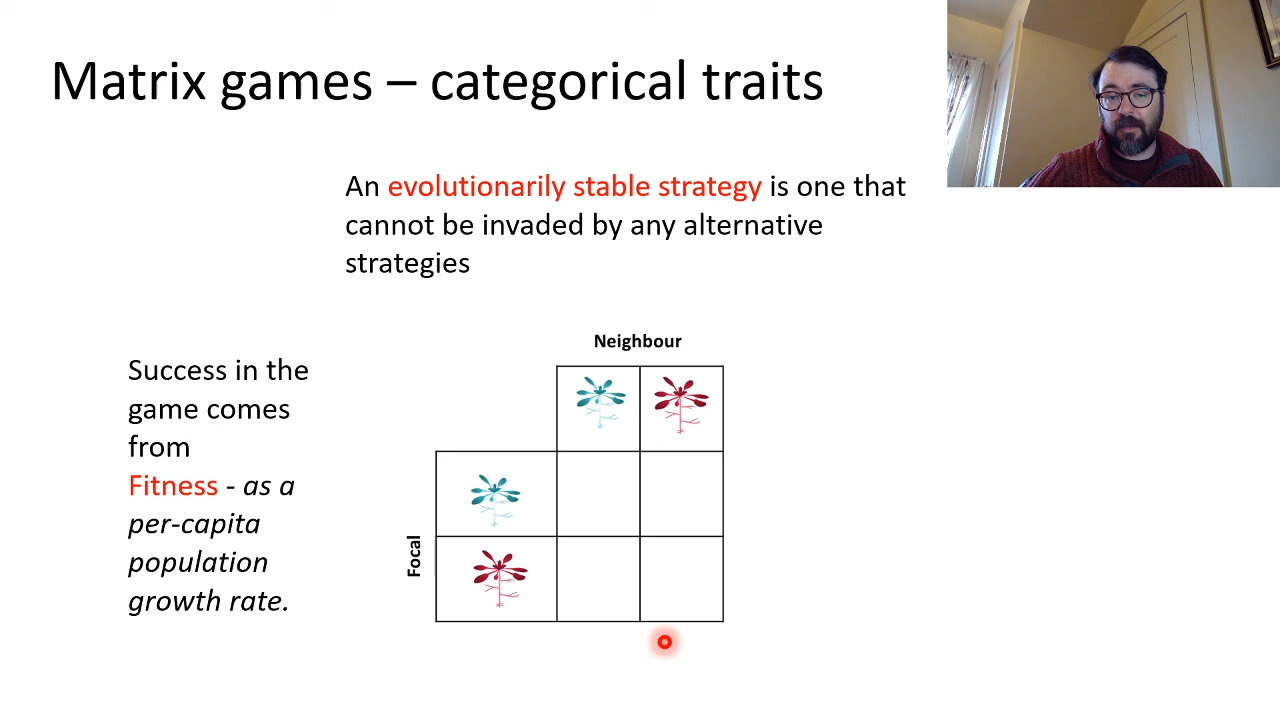 Matrix games – categorical traits
An evolutionarily stable strategy is one that
cannot be invaded by any alternative
strategies
Success in the
game comes
from
Fitness - as a
per-capita
population
growth rate.
Neighbour
Focal